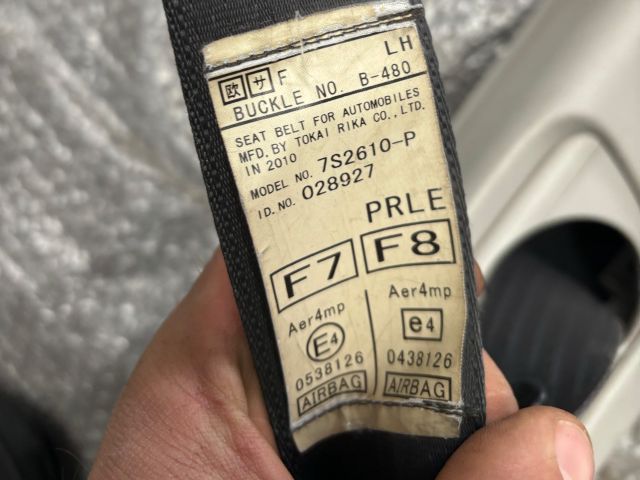 LH
欧 サ F
BUCKLE NO. B-480
SEAT BELT FOR AUTOMOBILES
MFD. BY TOKAI RIKA CO., LTD.
IN 2010
MODEL NO. 7S2610-P
ID. NO. 028927
PRLE
F7 F8
Aer4mp Aer4mp
E4 e4
0538126 0438126
AIRBAG AIRBAG